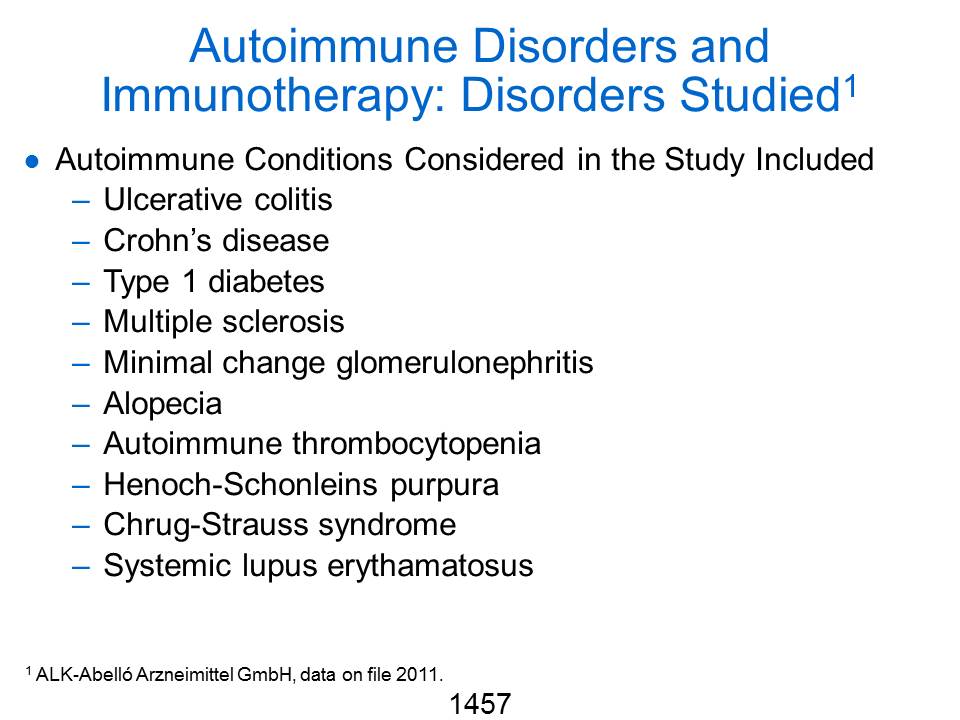 Autoimmune Disorders and
Immunotherapy: Disorders Studied1
● Autoimmune Conditions Considered in the Study Included
– Ulcerative colitis
– Crohn’s disease
– Type 1 diabetes
– Multiple sclerosis
– Minimal change glomerulonephritis
– Alopecia
– Autoimmune thrombocytopenia
– Henoch-Schonleins purpura
– Chrug-Strauss syndrome
– Systemic lupus erythamatosus
1 ALK-Abelló Arzneimittel GmbH, data on file 2011.
1457